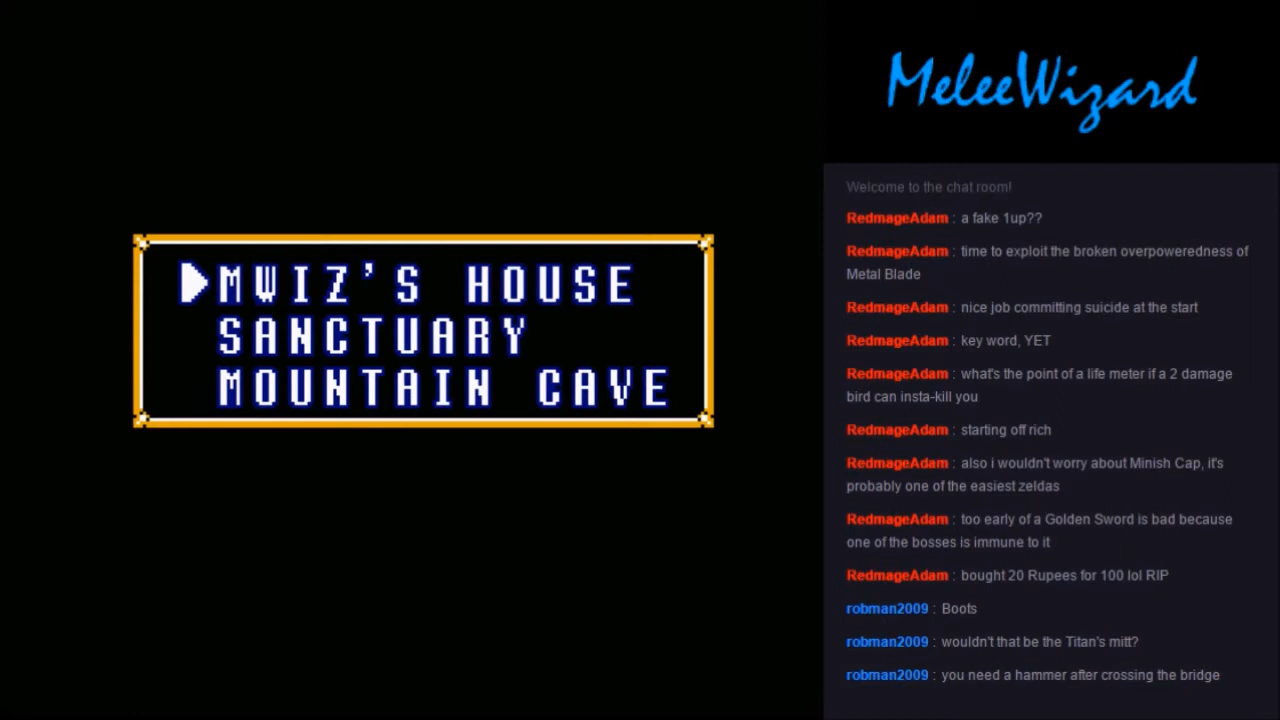 MWIZ'S HOUSE
SANCTUARY
MOUNTAIN CAVE
MeleeWizard
Welcome to the chat room!
RedmageAdam : a fake 1up??
RedmageAdam : time to exploit the broken overpoweredness of
Metal Blade
RedmageAdam : nice job committing suicide at the start
RedmageAdam : key word, YET
RedmageAdam : what's the point of a life meter if a 2 damage
bird can insta-kill you
RedmageAdam : starting off rich
RedmageAdam : also i wouldn't worry about Minish Cap, it's
probably one of the easiest zeldas
RedmageAdam : too early of a Golden Sword is bad because
one of the bosses is immune to it
RedmageAdam : bought 20 Rupees for 100 lol RIP
robman2009 : Boots
robman2009 : wouldn't that be the Titan's mitt?
robman2009 : you need a hammer after crossing the bridge